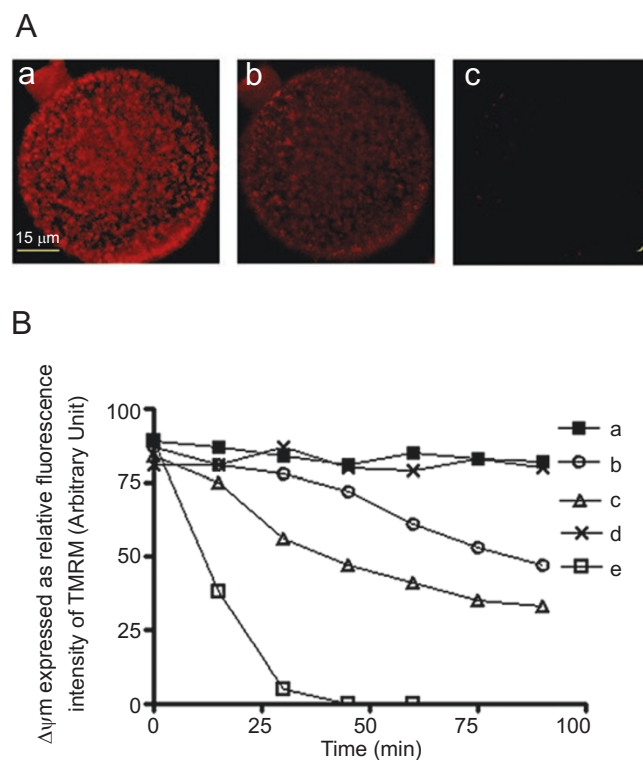 A
a
b
c
15 μm
B
Δψm expressed as relative fluorescence
intensity of TMRM (Arbitrary Unit)
100
75
50
25
0
0
25
50
75
100
Time (min)
a
b
c
d
e